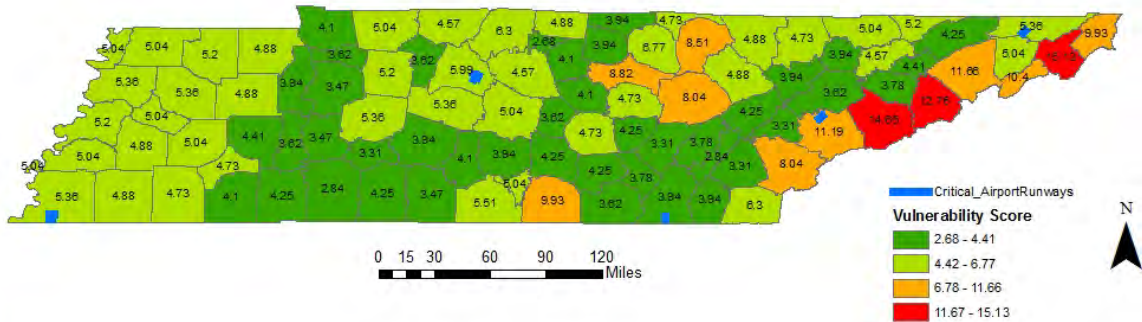 4.1 5.04 4.57 6.3 4.88 3.94 4.73 4.88 4.73 5.04 5.2 4.25 5.36 9.93
5.04 5.04 5.2 4.88 3.62 5.2 3.62 5.99 4.57 2.68 4.1 3.94 6.77 8.51 4.57 4.41 11.66 5.04 10.4
5.36 5.36 4.88 3.47 8.82 4.88 3.94 3.94 3.78 12.76
5.2 5.04 5.36 5.36 5.04 4.1 4.73 8.04 3.62
5.04 4.88 5.04 4.41 3.62 3.47 3.62 4.73 4.25 4.25 3.31 11.19
5.04 4.73 3.31 3.94 4.1 3.94 4.25 3.31 3.78 2.84 3.31 8.04
5.36 4.88 4.73 4.1 4.25 2.84 4.25 3.47 5.51 5.04 9.93 4.25 3.78 3.62 3.94 3.94 6.3
Critical_AirportRunways
Vulnerability Score
2.68 - 4.41
4.42 - 6.77
6.78 - 11.66
11.67 - 15.13
0 15 30 60 90 120
Miles
N